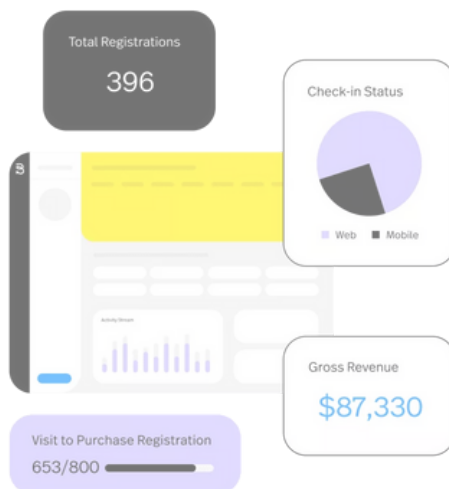 Total Registrations
396
Check-in Status
Web
Mobile
Activity Stream
Gross Revenue
$87,330
Visit to Purchase Registration
653/800